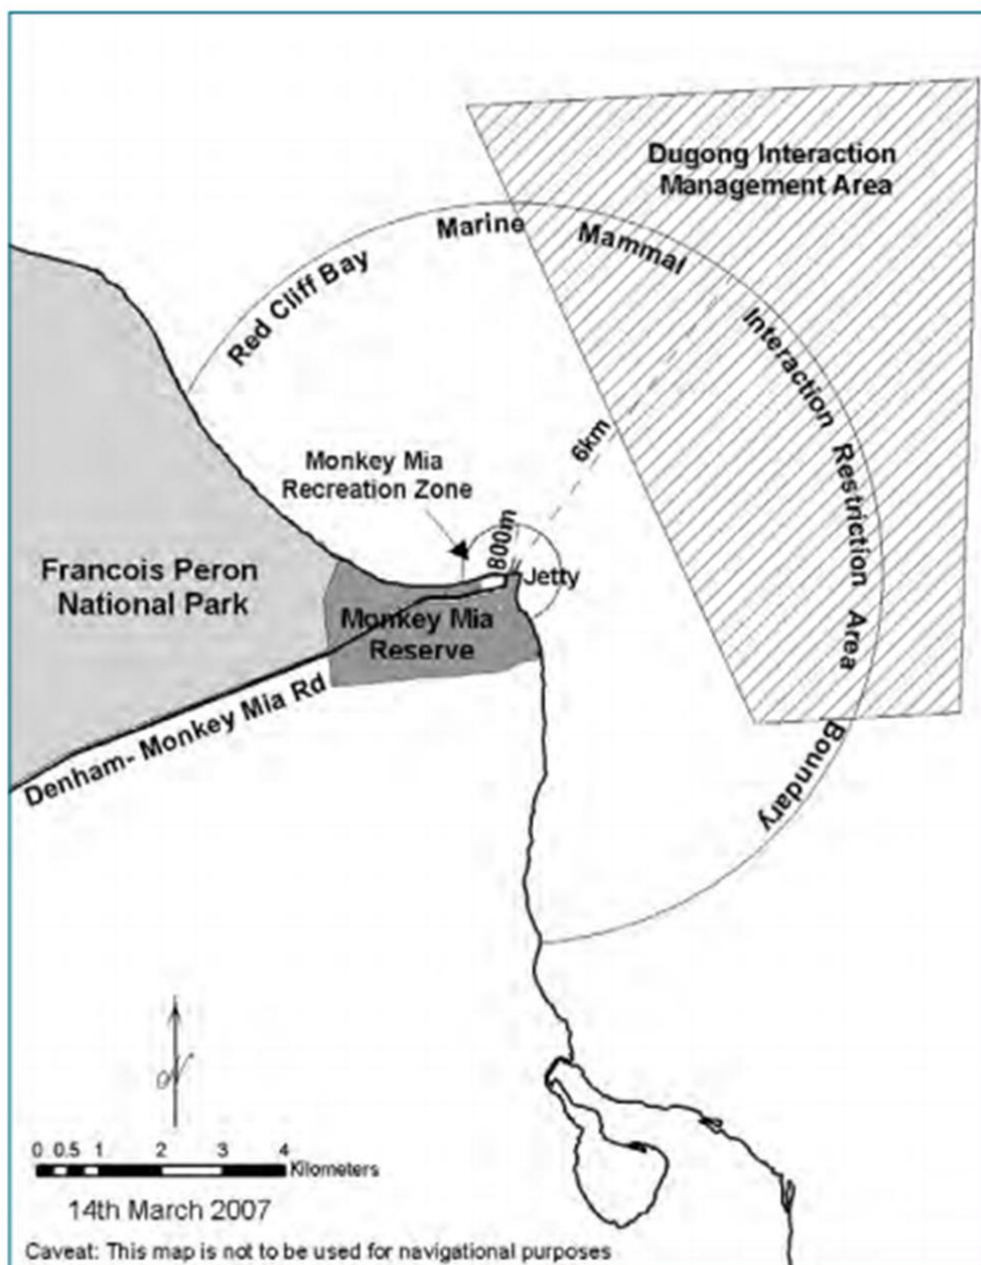 Dugong Interaction
Management Area
Red Cliff Bay Marine Mammal Interaction Restriction Area Boundary
6km
Monkey Mia
Recreation Zone
800m
Jetty
Francois Peron
National Park
Monkey Mia
Reserve
Denham- Monkey Mia Rd
0 0.5 1 2 3 4
Kilometers
14th March 2007
Caveat: This map is not to be used for navigational purposes